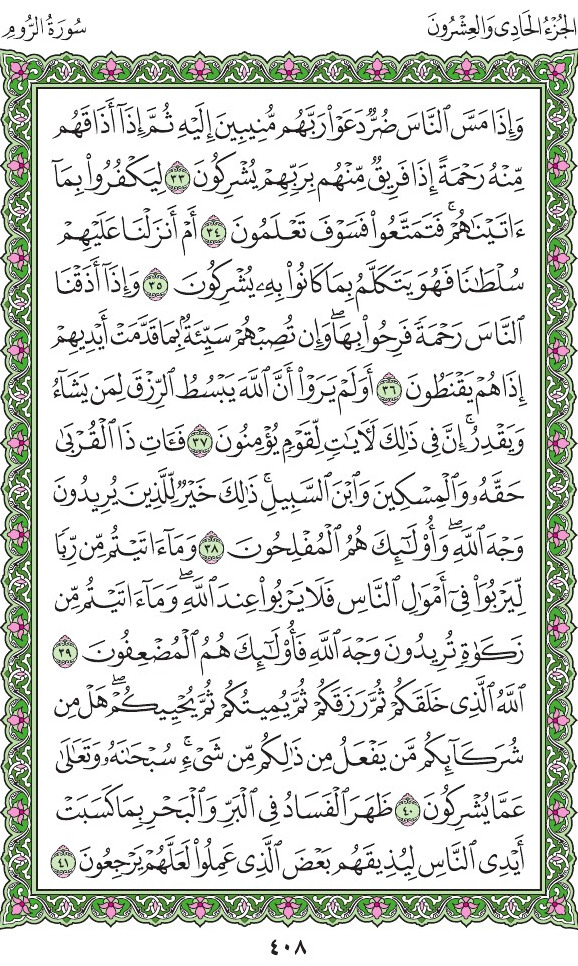 الجُزْءُ الحَادِى وَالعِشْرُونَ
سُورَةُ الرُّومِ
وَإِذَا مَسَّ ٱلنَّاسَ ضُرٌّ دَعَوْا۟ رَبَّهُم مُّنِيبِينَ إِلَيْهِ ثُمَّ إِذَآ أَذَاقَهُم
مِّنْهُ رَحْمَةً إِذَا فَرِيقٌ مِّنْهُم بِرَبِّهِمْ يُشْرِكُونَ ٣٣ لِيَكْفُرُوا۟ بِمَآ
ءَاتَيْنَـٰهُمْ ۚ فَتَمَتَّعُوا۟ فَسَوْفَ تَعْلَمُونَ ٣٤ أَمْ أَنزَلْنَا عَلَيْهِمْ
سُلْطَـٰنًا فَهُوَ يَتَكَلَّمُ بِمَا كَانُوا۟ بِهِۦ يُشْرِكُونَ ٣٥ وَإِذَآ أَذَقْنَا
ٱلنَّاسَ رَحْمَةً فَرِحُوا۟ بِهَا ۖ وَإِن تُصِبْهُمْ سَيِّئَةٌۢ بِمَا قَدَّمَتْ أَيْدِيهِمْ
إِذَا هُمْ يَقْنَطُونَ ٣٦ أَوَلَمْ يَرَوْا۟ أَنَّ ٱللَّهَ يَبْسُطُ ٱلرِّزْقَ لِمَن يَشَآءُ
وَيَقْدِرُ ۚ إِنَّ فِى ذَٰلِكَ لَـَٔايَـٰتٍ لِّقَوْمٍ يُؤْمِنُونَ ٣٧ فَـَٔاتِ ذَا ٱلْقُرْبَىٰ
حَقَّهُۥ وَٱلْمِسْكِينَ وَٱبْنَ ٱلسَّبِيلِ ۚ ذَٰلِكَ خَيْرٌ لِّلَّذِينَ يُرِيدُونَ
وَجْهَ ٱللَّهِ ۖ وَأُو۟لَـٰٓئِكَ هُمُ ٱلْمُفْلِحُونَ ٣٨ وَمَآ ءَاتَيْتُم مِّن رِّبًا
لِّيَرْبُوَا۟ فِىٓ أَمْوَٰلِ ٱلنَّاسِ فَلَا يَرْبُوا۟ عِندَ ٱللَّهِ ۖ وَمَآ ءَاتَيْتُم مِّن
زَكَوٰةٍ تُرِيدُونَ وَجْهَ ٱللَّهِ فَأُو۟لَـٰٓئِكَ هُمُ ٱلْمُضْعِفُونَ ٣٩
ٱللَّهُ ٱلَّذِى خَلَقَكُمْ ثُمَّ رَزَقَكُمْ ثُمَّ يُمِيتُكُمْ ثُمَّ يُحْيِيكُمْ ۖ هَلْ مِن
شُرَكَآئِكُم مَّن يَفْعَلُ مِن ذَٰلِكُم مِّن شَىْءٍ ۚ سُبْحَـٰنَهُۥ وَتَعَـٰلَىٰ
عَمَّا يُشْرِكُونَ ٤٠ ظَهَرَ ٱلْفَسَادُ فِى ٱلْبَرِّ وَٱلْبَحْرِ بِمَا كَسَبَتْ
أَيْدِى ٱلنَّاسِ لِيُذِيقَهُم بَعْضَ ٱلَّذِى عَمِلُوا۟ لَعَلَّهُمْ يَرْجِعُونَ ٤١
٤٠٨